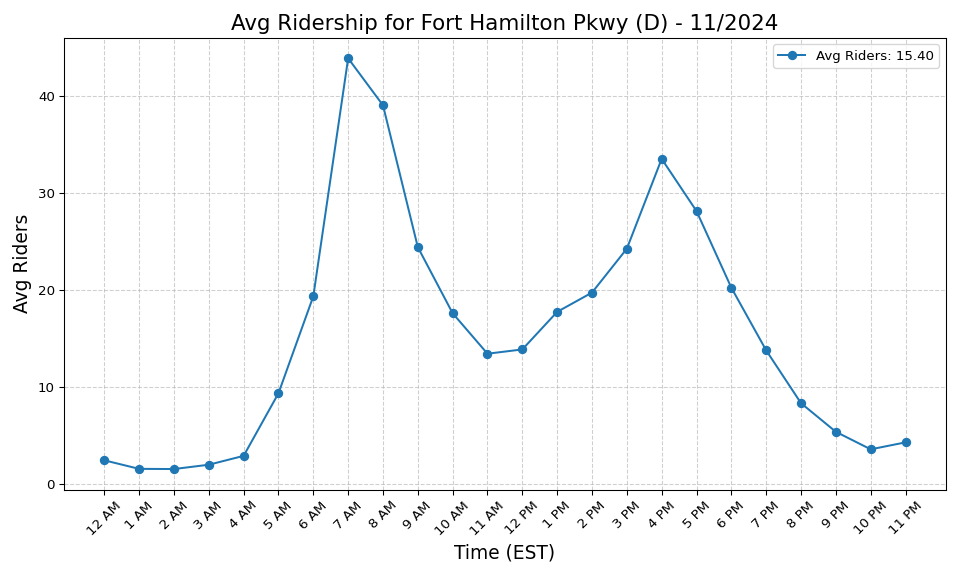 Avg Ridership for Fort Hamilton Pkwy (D) - 11/2024
Avg Riders: 15.40
Avg Riders
40
30
20
10
0
12 AM 1 AM 2 AM 3 AM 4 AM 5 AM 6 AM 7 AM 8 AM 9 AM 10 AM 11 AM 12 PM 1 PM 2 PM 3 PM 4 PM 5 PM 6 PM 7 PM 8 PM 9 PM 10 PM 11 PM
Time (EST)